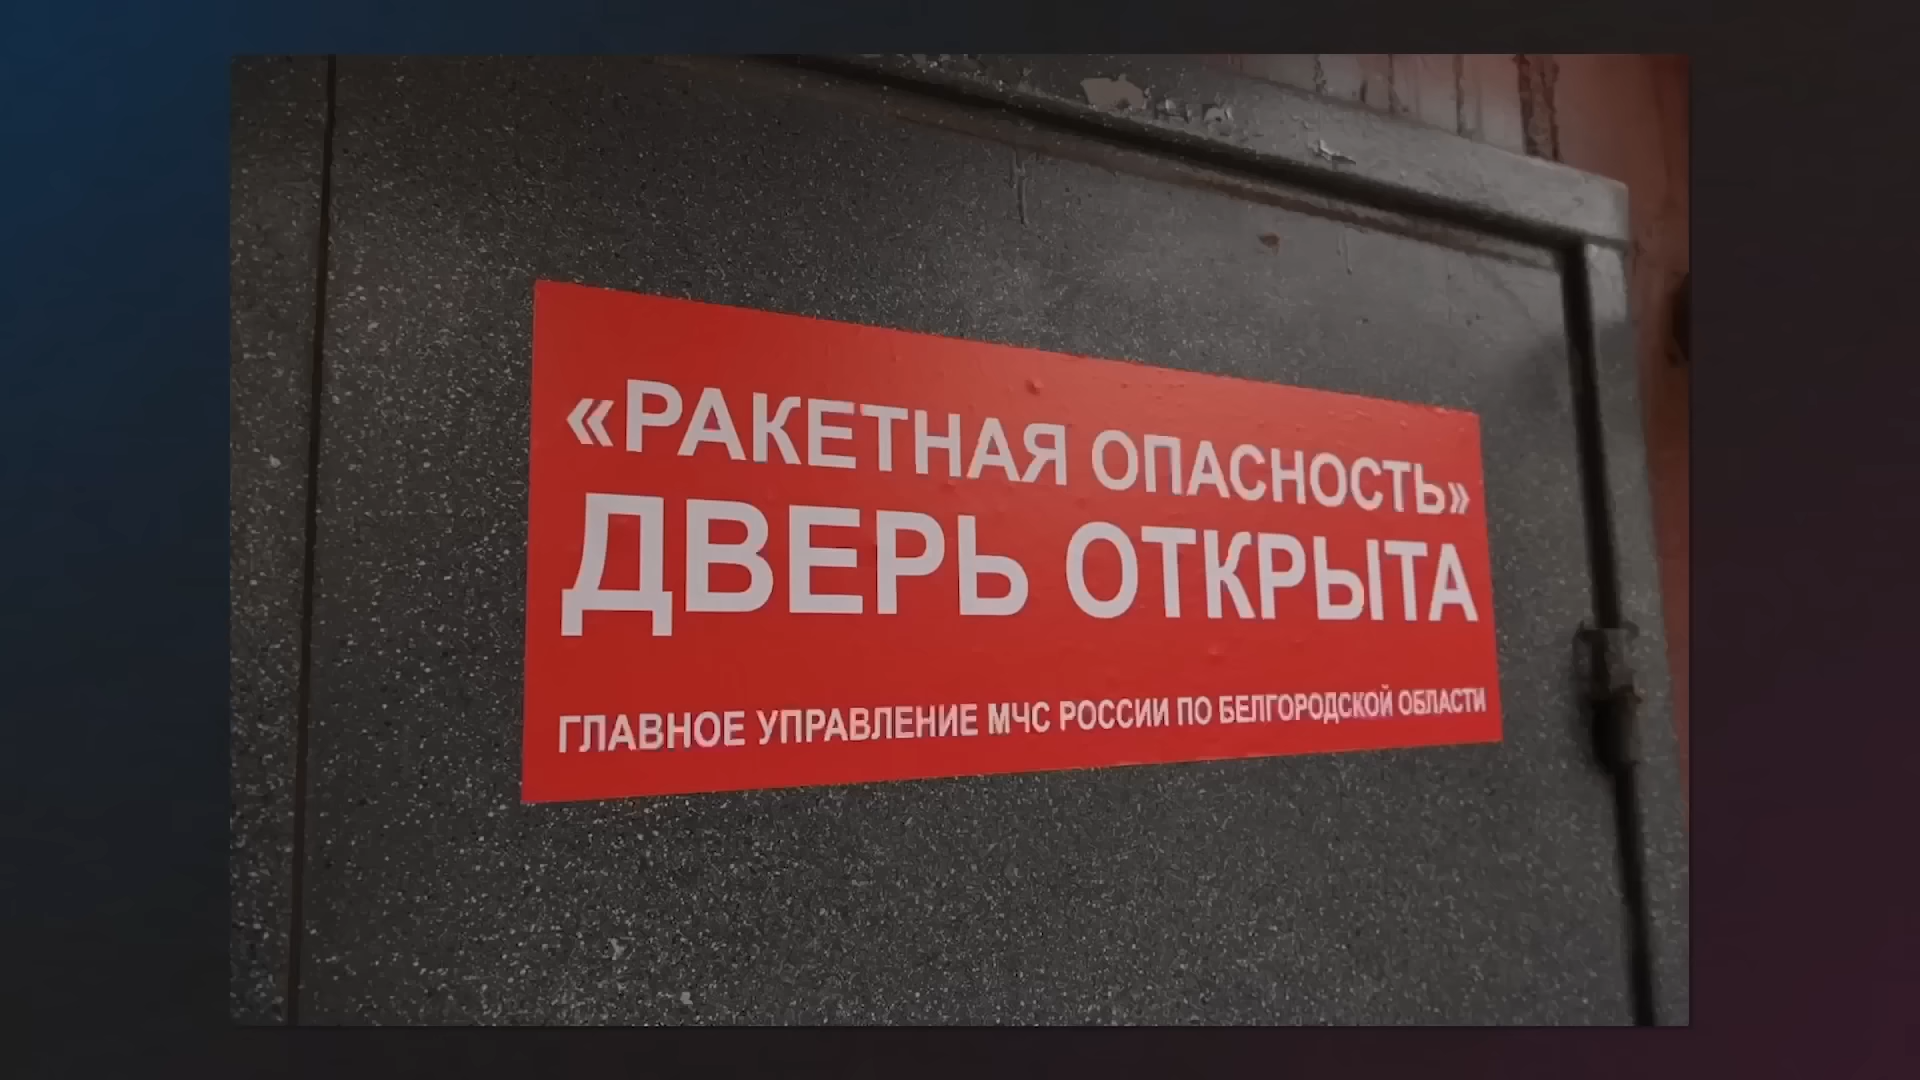 «РАКЕТНАЯ ОПАСНОСТЬ»
ДВЕРЬ ОТКРЫТА
ГЛАВНОЕ УПРАВЛЕНИЕ МЧС РОССИИ ПО БЕЛГОРОДСКОЙ ОБЛАСТИ